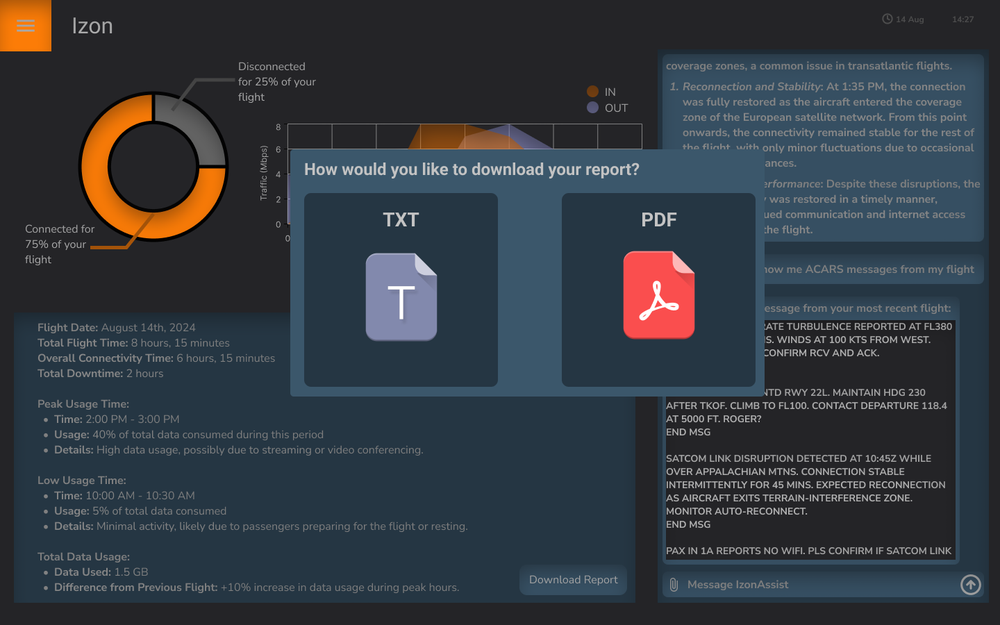 Izon
14 Aug
14:27
Disconnected
for 25% of your
flight
Connected for
75% of your
flight
IN
OUT
Traffic (Mbps)
8
6
4
2
0
0
How would you like to download your report?
TXT
T
PDF
Flight Date: August 14th, 2024
Total Flight Time: 8 hours, 15 minutes
Overall Connectivity Time: 6 hours, 15 minutes
Total Downtime: 2 hours
Peak Usage Time:
• Time: 2:00 PM - 3:00 PM
• Usage: 40% of total data consumed during this period
• Details: High data usage, possibly due to streaming or video conferencing.
Low Usage Time:
• Time: 10:00 AM - 10:30 AM
• Usage: 5% of total data consumed
• Details: Minimal activity, likely due to passengers preparing for the flight or resting.
Total Data Usage:
• Data Used: 1.5 GB
• Difference from Previous Flight: +10% increase in data usage during peak hours.
Download Report
coverage zones, a common issue in transatlantic flights.
1. Reconnection and Stability: At 1:35 PM, the connection
was fully restored as the aircraft entered the coverage
zone of the European satellite network. From this point
onwards, the connectivity remained stable for the rest of
the flight, with only minor fluctuations due to occasional
ances.
erformance: Despite these disruptions, the
was restored in a timely manner,
ued communication and internet access
the flight.
how me ACARS messages from my flight
essage from your most recent flight:
RATE TURBULENCE REPORTED AT FL380
S. WINDS AT 100 KTS FROM WEST.
CONFIRM RCV AND ACK.
NTD RWY 22L. MAINTAIN HDG 230
AFTER TKOF. CLIMB TO FL100. CONTACT DEPARTURE 118.4
AT 5000 FT. ROGER?
END MSG
SATCOM LINK DISRUPTION DETECTED AT 10:45Z WHILE
OVER APPALACHIAN MTNS. CONNECTION STABLE
INTERMITTENTLY FOR 45 MINS. EXPECTED RECONNECTION
AS AIRCRAFT EXITS TERRAIN-INTERFERENCE ZONE.
MONITOR AUTO-RECONNECT.
END MSG
PAX IN 1A REPORTS NO WIFI. PLS CONFIRM IF SATCOM LINK
Message IzonAssist